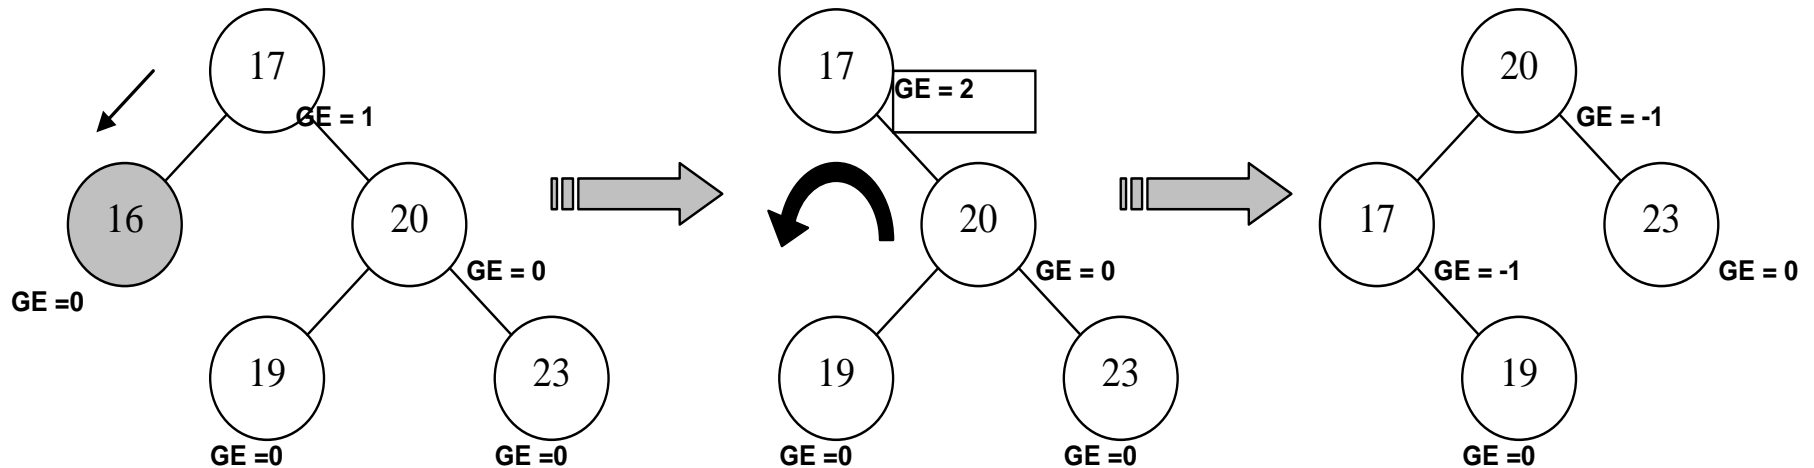 17
GE = 1
16
GE =0
20
GE = 0
19
GE =0
23
GE =0
17
GE = 2
20
GE = 0
19
GE =0
23
GE =0
20
GE = -1
17
GE = -1
23
GE = 0
19
GE =0